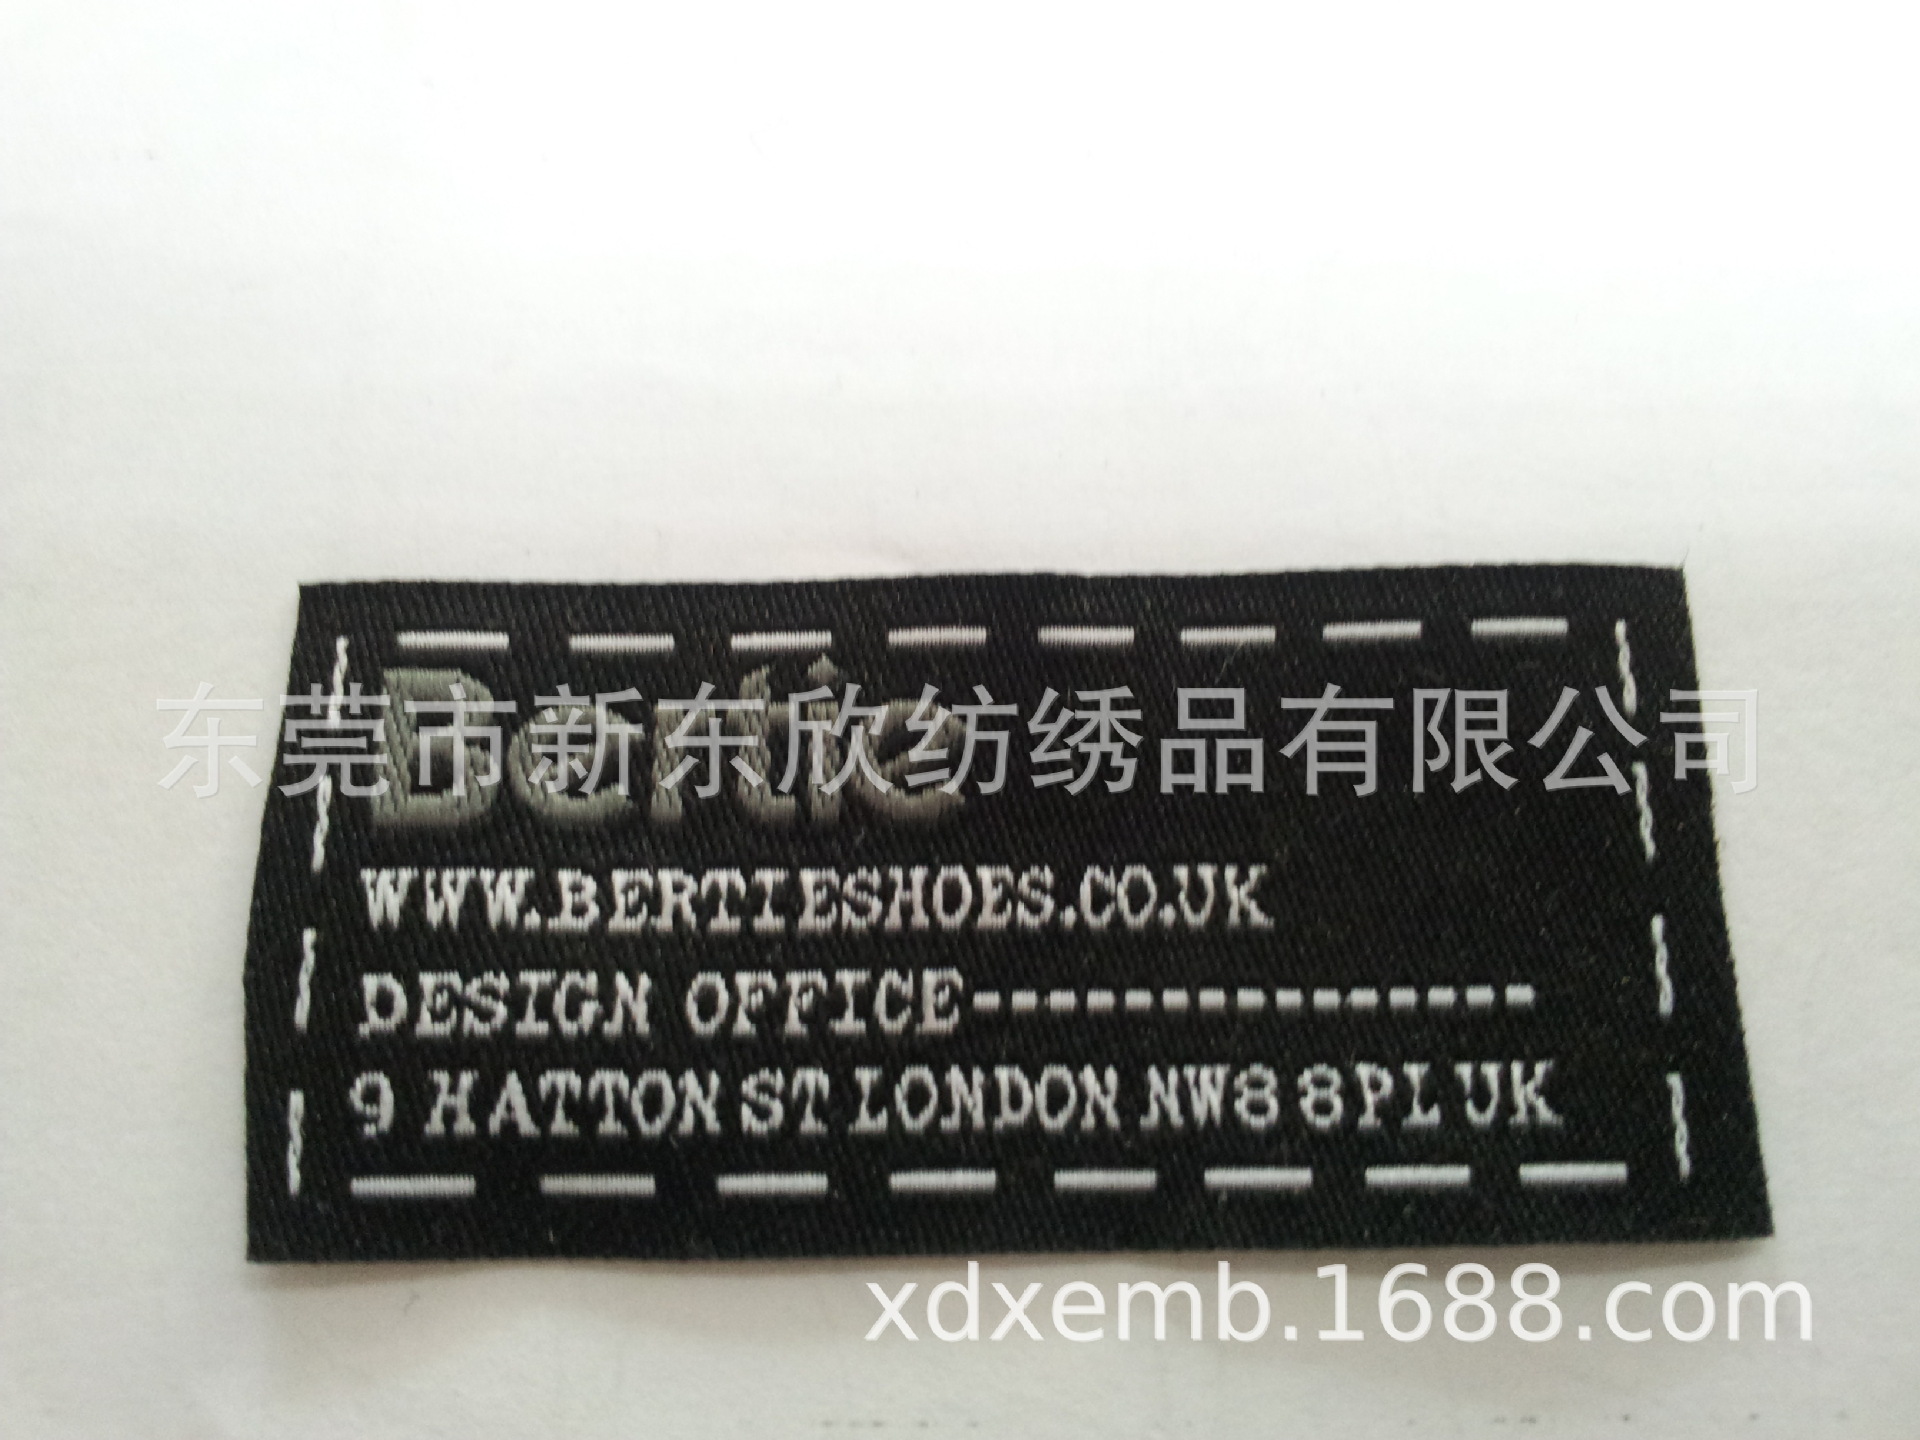 Bertie
东莞市新东欣纺绣品有限公司
WWW.BERTIESHOES.CO.UK
DESIGN OFFICE---------------
9 HATTON ST LONDON NW8 8PL UK
xdxemb.1688.com